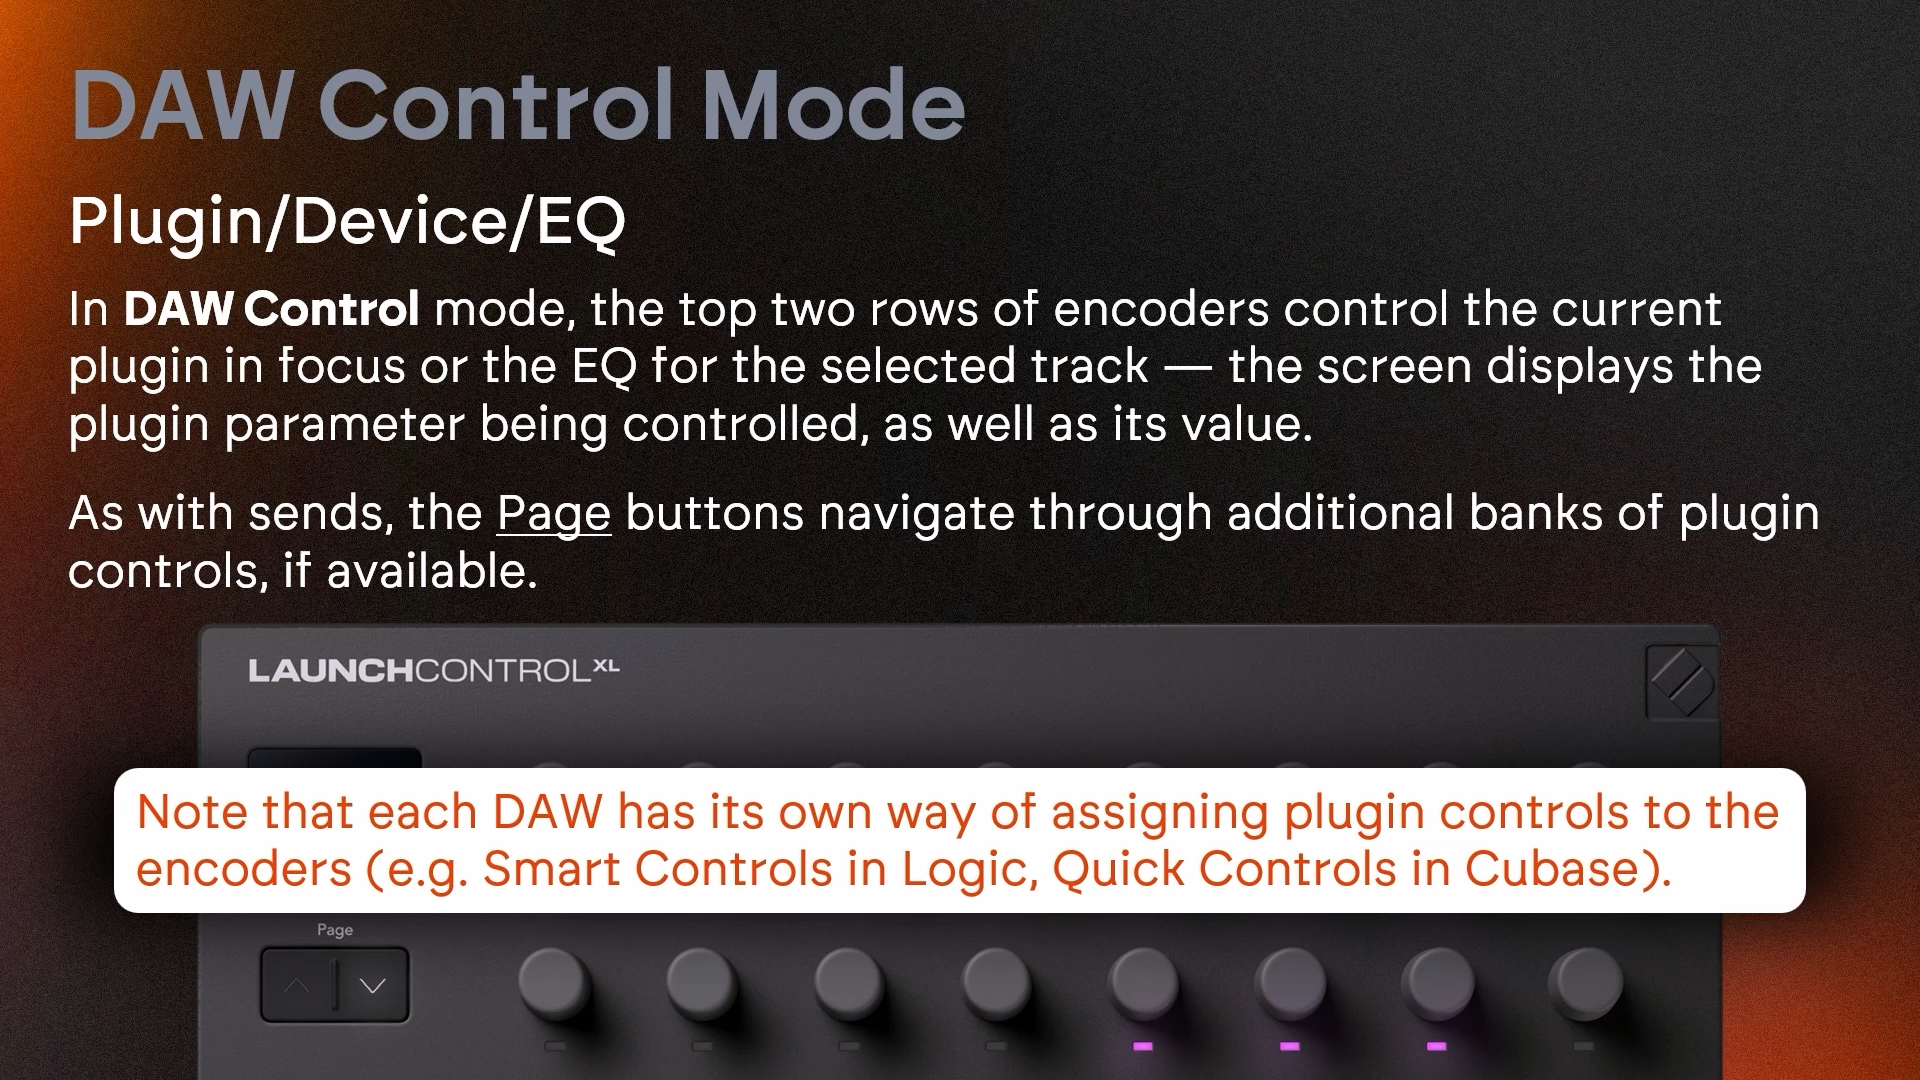 DAW Control Mode
Plugin/Device/EQ
In DAW Control mode, the top two rows of encoders control the current
plugin in focus or the EQ for the selected track — the screen displays the
plugin parameter being controlled, as well as its value.
As with sends, the Page buttons navigate through additional banks of plugin
controls, if available.
LAUNCHCONTROL XL
Note that each DAW has its own way of assigning plugin controls to the
encoders (e.g. Smart Controls in Logic, Quick Controls in Cubase).
Page